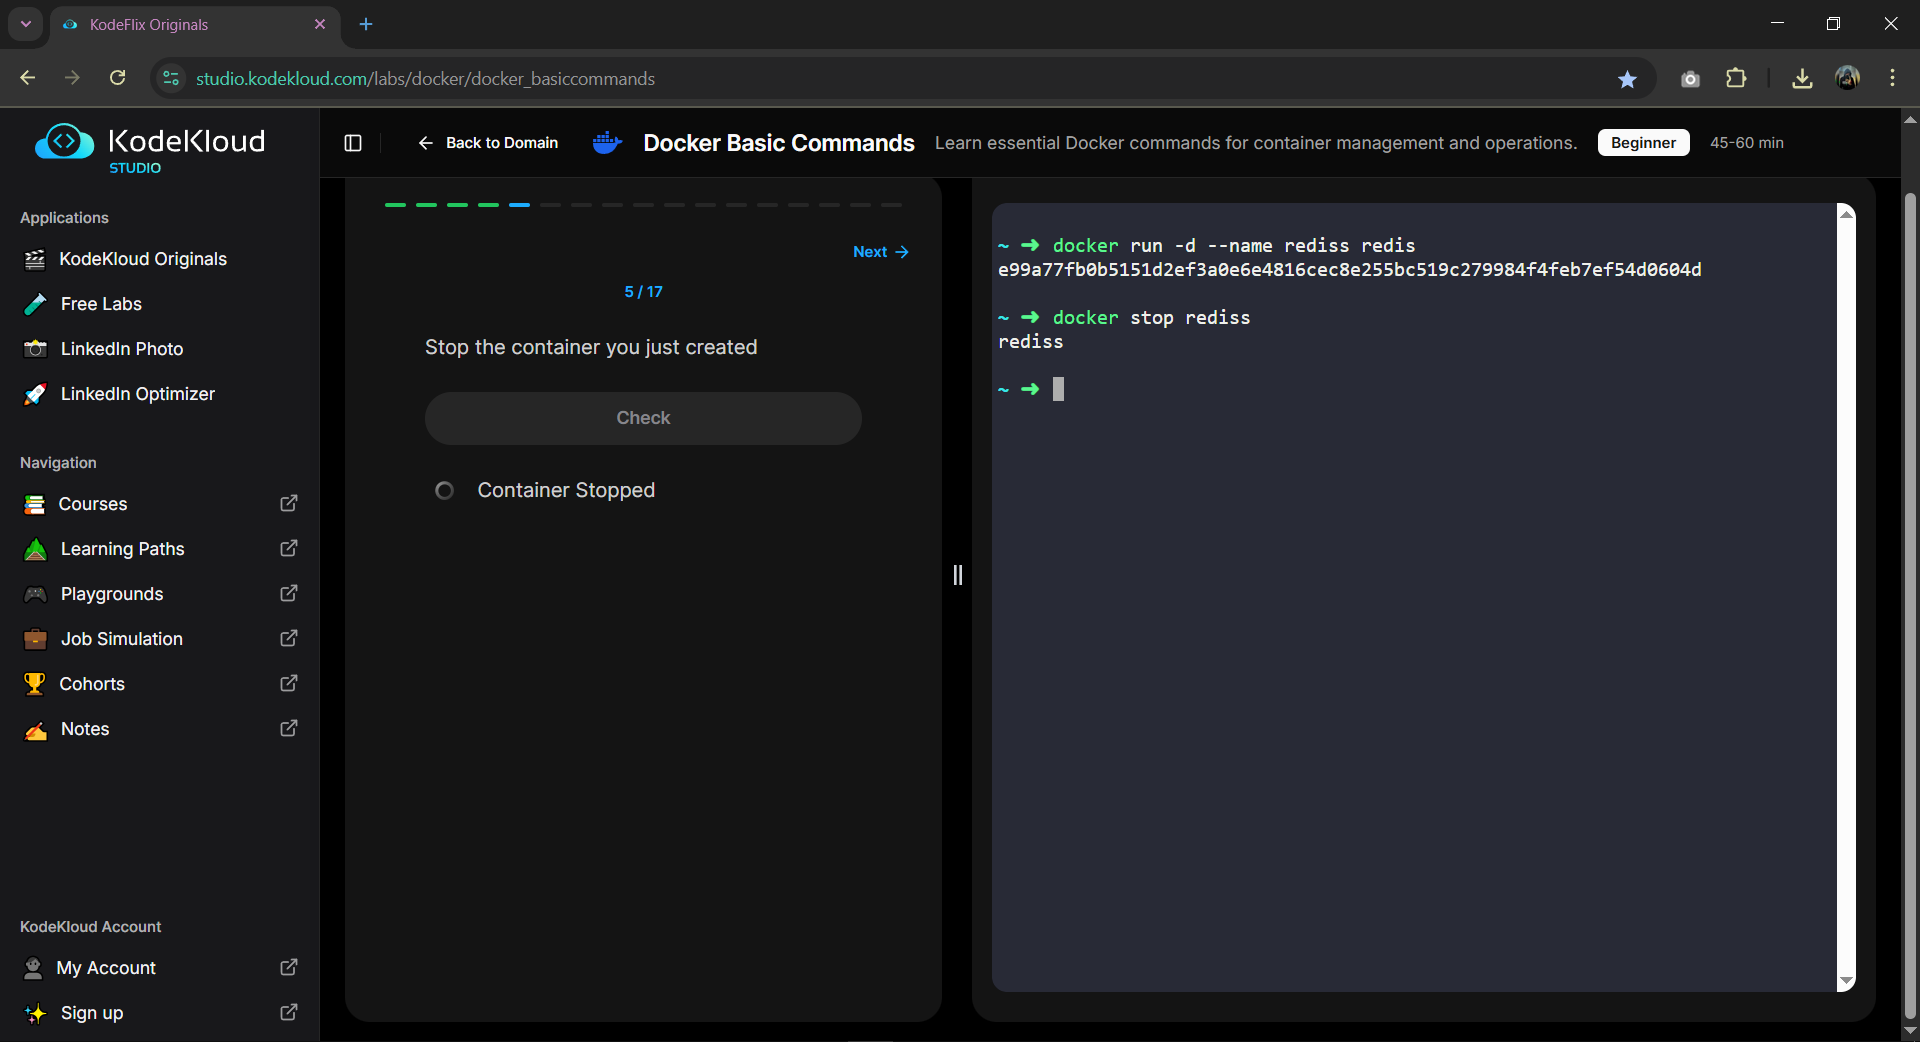 KodeFlix Originals
studio.kodekloud.com/labs/docker/docker_basiccommands
KodeKloud
STUDIO
Back to Domain
Docker Basic Commands
Learn essential Docker commands for container management and operations.
Beginner
45-60 min
Applications
KodeKloud Originals
Free Labs
LinkedIn Photo
LinkedIn Optimizer
Navigation
Courses
Learning Paths
Playgrounds
Job Simulation
Cohorts
Notes
KodeKloud Account
My Account
Sign up
Next →
5 / 17
Stop the container you just created
Check
Container Stopped
~ ➜ docker run -d --name rediss redis
e99a77fb0b5151d2ef3a0e6e4816cec8e255bc519c279984f4feb7ef54d0604d
~ ➜ docker stop rediss
rediss
~ ➜